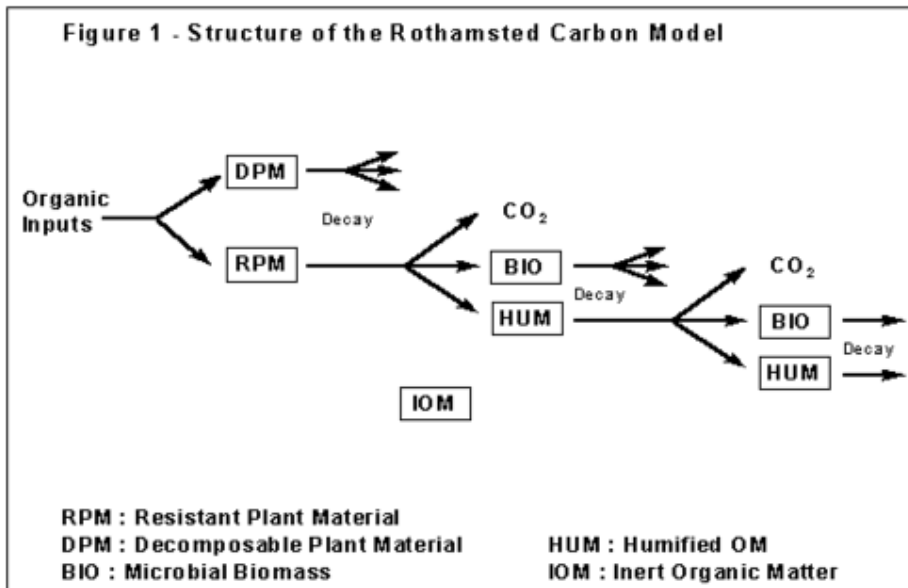 Figure 1 - Structure of the Rothamsted Carbon Model
DPM
Organic
Inputs
Decay
CO₂
RPM
BIO
CO₂
Decay
HUM
BIO
Decay
HUM
IOM
RPM : Resistant Plant Material
DPM : Decomposable Plant Material
HUM : Humified OM
BIO : Microbial Biomass
IOM : Inert Organic Matter